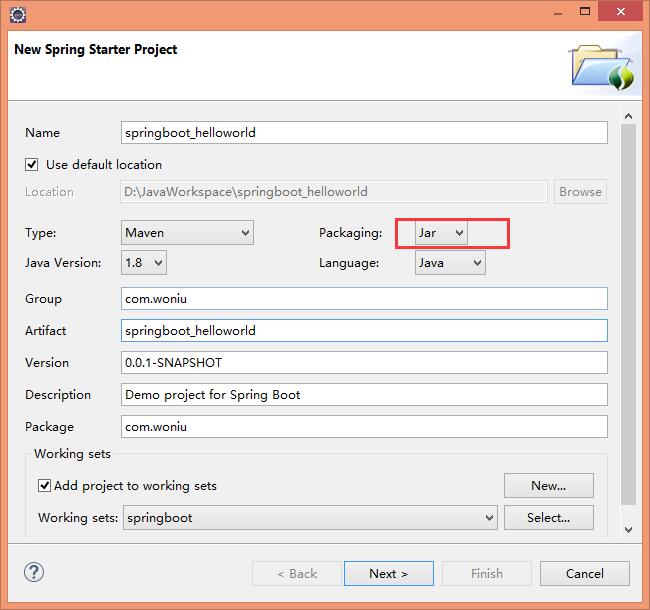 New Spring Starter Project
Name springboot_helloworld
Use default location
Location D:\JavaWorkspace\springboot_helloworld Browse
Type: Maven Packaging: Jar
Java Version: 1.8 Language: Java
Group com.woniu
Artifact springboot_helloworld
Version 0.0.1-SNAPSHOT
Description Demo project for Spring Boot
Package com.woniu
Working sets
Add project to working sets New...
Working sets: springboot Select...
? < Back Next > Finish Cancel